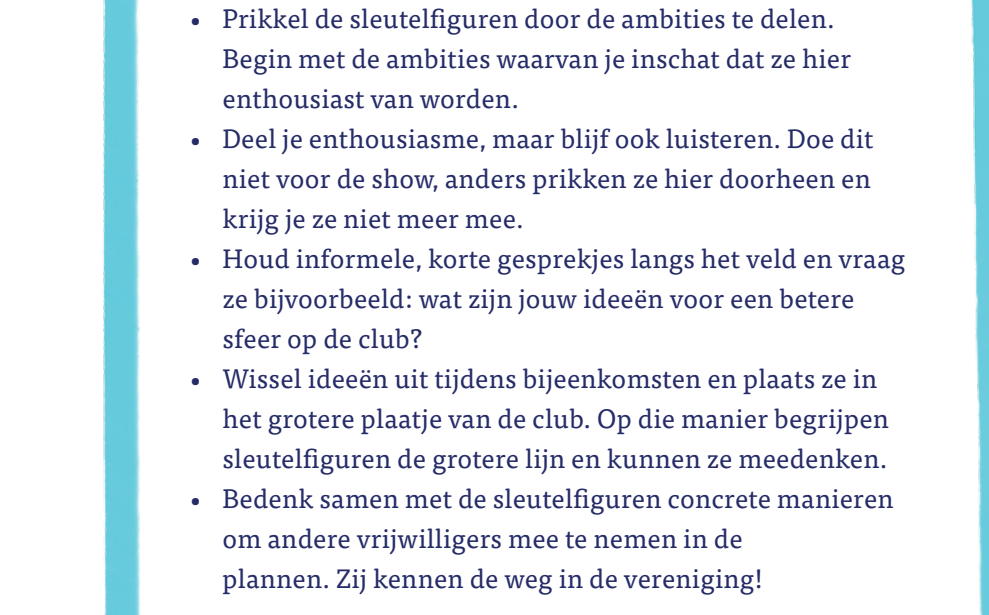 • Prikkel de sleutelfiguren door de ambities te delen.
Begin met de ambities waarvan je inschat dat ze hier
enthousiast van worden.
• Deel je enthousiasme, maar blijf ook luisteren. Doe dit
niet voor de show, anders prikken ze hier doorheen en
krijg je ze niet meer mee.
• Houd informele, korte gesprekjes langs het veld en vraag
ze bijvoorbeeld: wat zijn jouw ideeën voor een betere
sfeer op de club?
• Wissel ideeën uit tijdens bijeenkomsten en plaats ze in
het grotere plaatje van de club. Op die manier begrijpen
sleutelfiguren de grotere lijn en kunnen ze meedenken.
• Bedenk samen met de sleutelfiguren concrete manieren
om andere vrijwilligers mee te nemen in de
plannen. Zij kennen de weg in de vereniging!